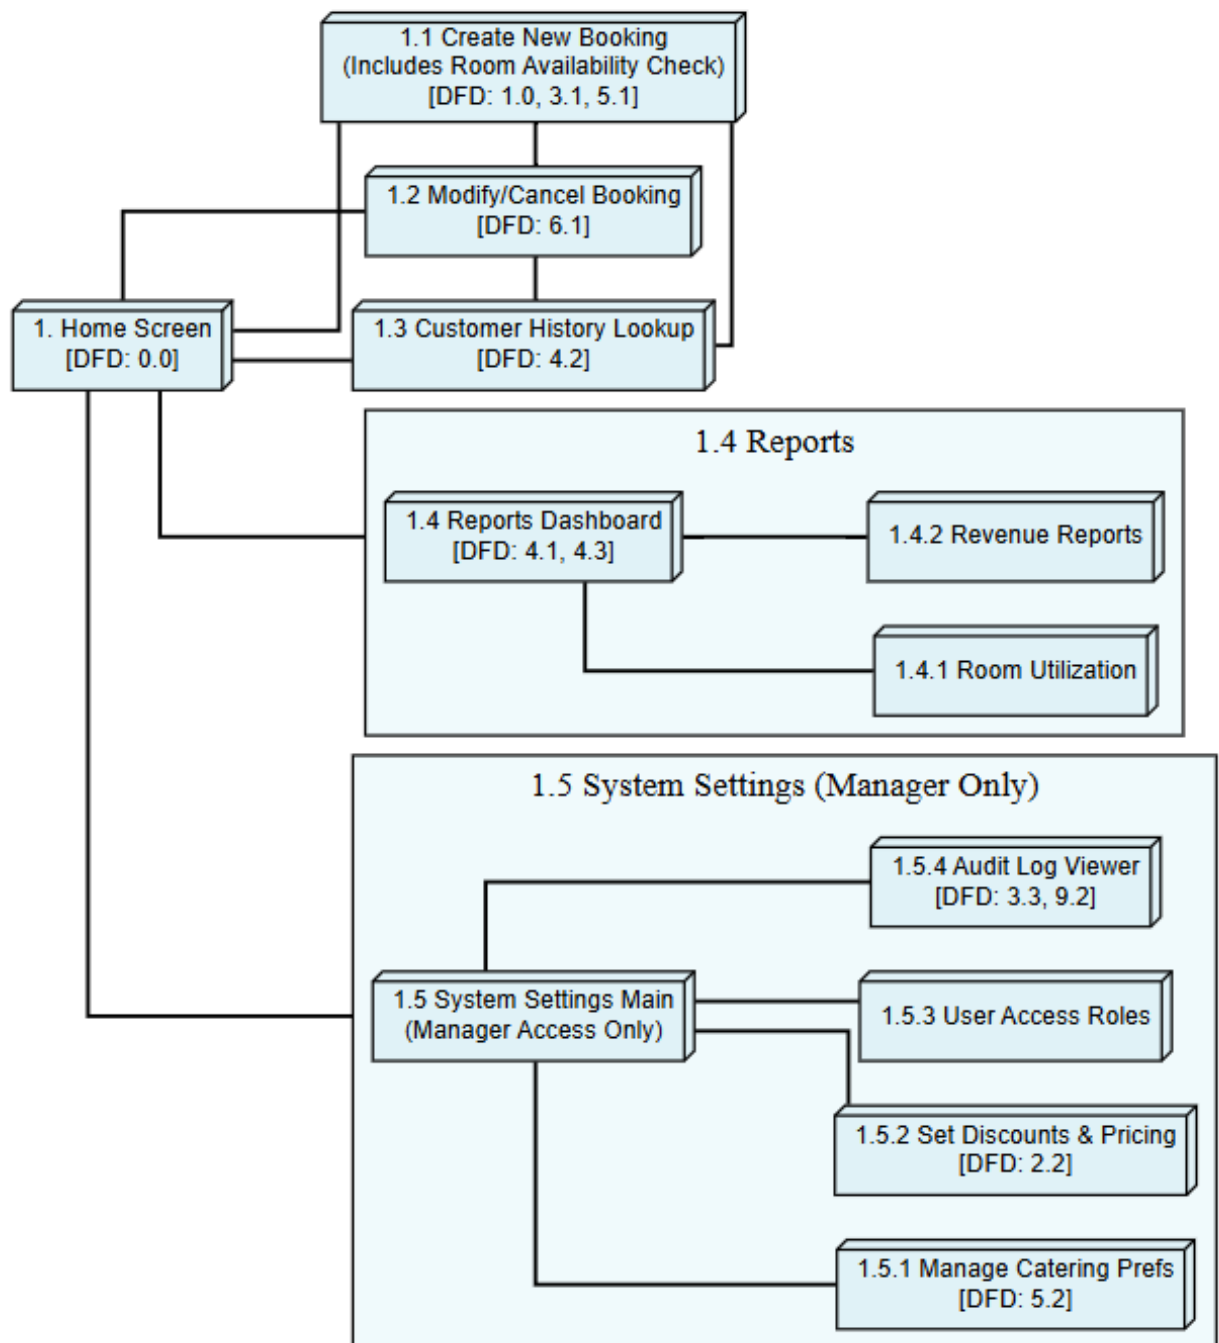 1.1 Create New Booking
(Includes Room Availability Check)
[DFD: 1.0, 3.1, 5.1]
1.2 Modify/Cancel Booking
[DFD: 6.1]
1. Home Screen
[DFD: 0.0]
1.3 Customer History Lookup
[DFD: 4.2]
1.4 Reports
1.4 Reports Dashboard
[DFD: 4.1, 4.3]
1.4.2 Revenue Reports
1.4.1 Room Utilization
1.5 System Settings (Manager Only)
1.5.4 Audit Log Viewer
[DFD: 3.3, 9.2]
1.5 System Settings Main
(Manager Access Only)
1.5.3 User Access Roles
1.5.2 Set Discounts & Pricing
[DFD: 2.2]
1.5.1 Manage Catering Prefs
[DFD: 5.2]